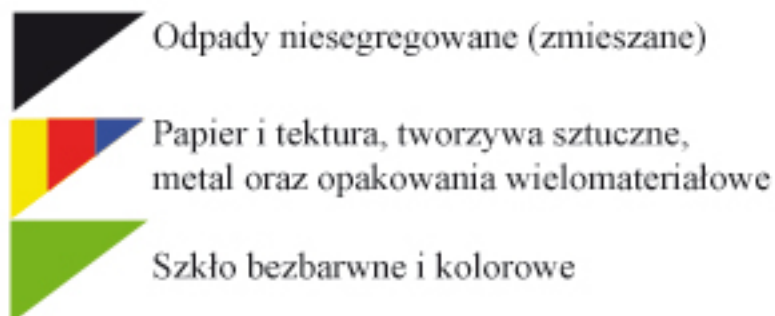 Odpady niesegregowane (zmieszane)
Papier i tektura, tworzywa sztuczne,
metal oraz opakowania wielomateriałowe
Szkło bezbarwne i kolorowe